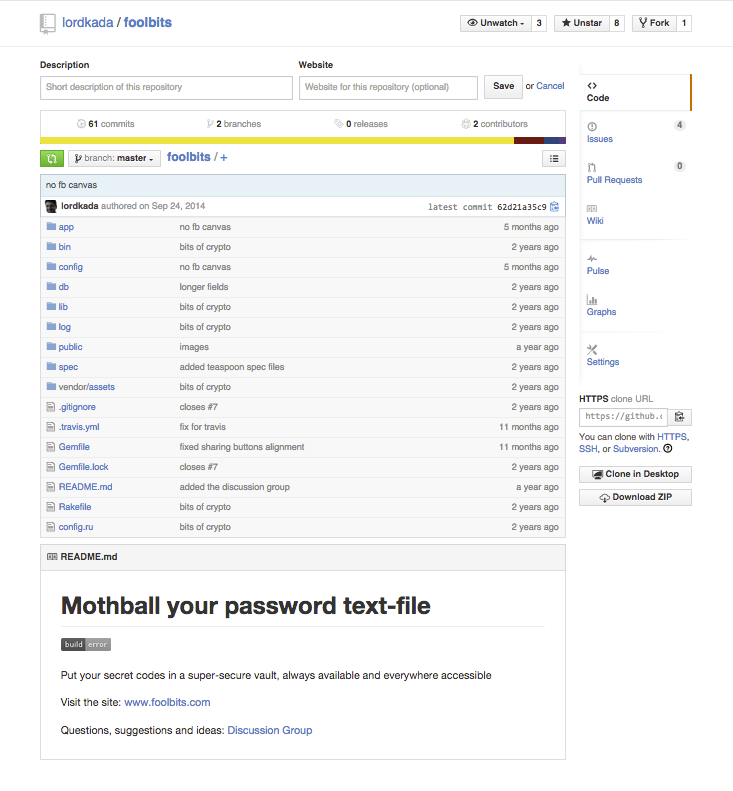 lordkada / foolbits
Unwatch 3 Unstar 8 Fork 1
Description Website
Short description of this repository Website for this repository (optional) Save or Cancel
61 commits 2 branches 0 releases 2 contributors
branch: master foolbits / +
no fb canvas
lordkada authored on Sep 24, 2014 latest commit 62d21a35c9
app no fb canvas 5 months ago
bin bits of crypto 2 years ago
config no fb canvas 5 months ago
db longer fields 2 years ago
lib bits of crypto 2 years ago
log bits of crypto 2 years ago
public images a year ago
spec added teaspoon spec files 2 years ago
vendor/assets bits of crypto 2 years ago
.gitignore closes #7 2 years ago
.travis.yml fix for travis 11 months ago
Gemfile fixed sharing buttons alignment 11 months ago
Gemfile.lock closes #7 2 years ago
README.md added the discussion group a year ago
Rakefile bits of crypto 2 years ago
config.ru bits of crypto 2 years ago
README.md
Mothball your password text-file
build error
Put your secret codes in a super-secure vault, always available and everywhere accessible
Visit the site: www.foolbits.com
Questions, suggestions and ideas: Discussion Group
Code
Issues 4
Pull Requests 0
Wiki
Pulse
Graphs
Settings
HTTPS clone URL
https://github.c
You can clone with HTTPS,
SSH, or Subversion.
Clone in Desktop
Download ZIP